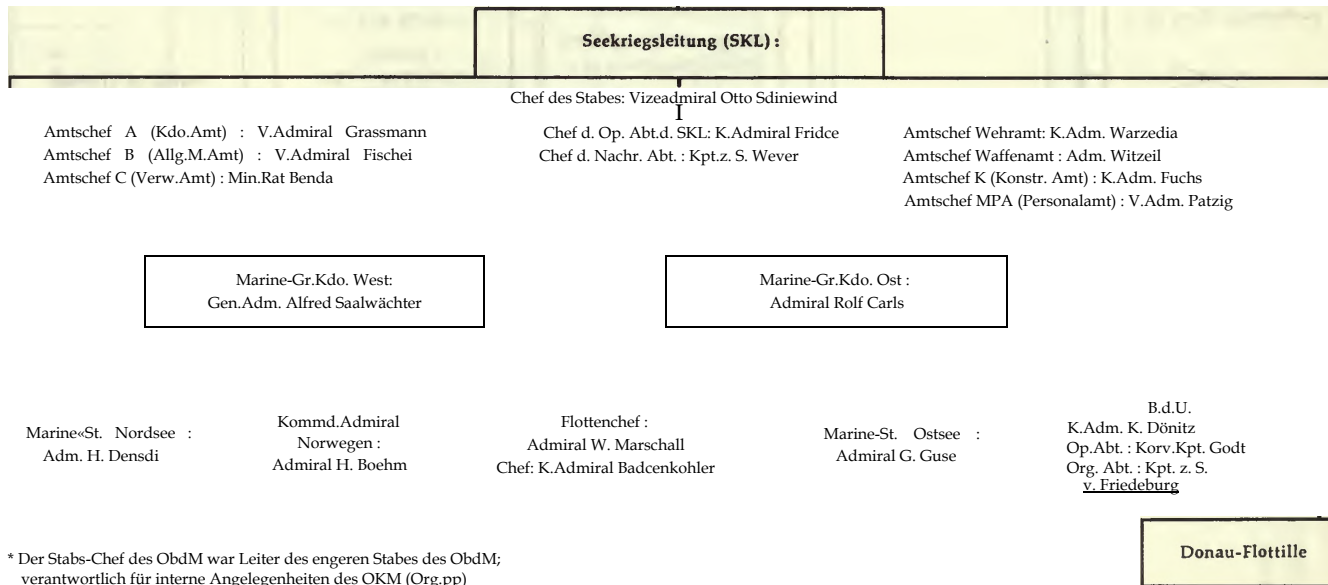 Seekriegsleitung (SKL) :
Chef des Stabes: Vizeadmiral Otto Sdiniewind
I
Amtschef A (Kdo.Amt) : V.Admiral Grassmann
Amtschef B (Allg.M.Amt) : V.Admiral Fischei
Amtschef C (Verw.Amt) : Min.Rat Benda
Chef d. Op. Abt.d. SKL: K.Admiral Fridce
Chef d. Nachr. Abt. : Kpt.z. S. Wever
Amtschef Wehramt: K.Adm. Warzedia
Amtschef Waffenamt : Adm. Witzeil
Amtschef K (Konstr. Amt) : K.Adm. Fuchs
Amtschef MPA (Personalamt) : V.Adm. Patzig
Marine-Gr.Kdo. West:
Gen.Adm. Alfred Saalwächter
Marine-Gr.Kdo. Ost :
Admiral Rolf Carls
Marine«St. Nordsee :
Adm. H. Densdi
Kommd.Admiral
Norwegen :
Admiral H. Boehm
Flottenchef :
Admiral W. Marschall
Chef: K.Admiral Badcenkohler
Marine-St. Ostsee :
Admiral G. Guse
B.d.U.
K.Adm. K. Dönitz
Op.Abt. : Korv.Kpt. Godt
Org. Abt. : Kpt. z. S.
v. Friedeburg
Donau-Flottille
* Der Stabs-Chef des ObdM war Leiter des engeren Stabes des ObdM;
verantwortlich für interne Angelegenheiten des OKM (Org.pp)